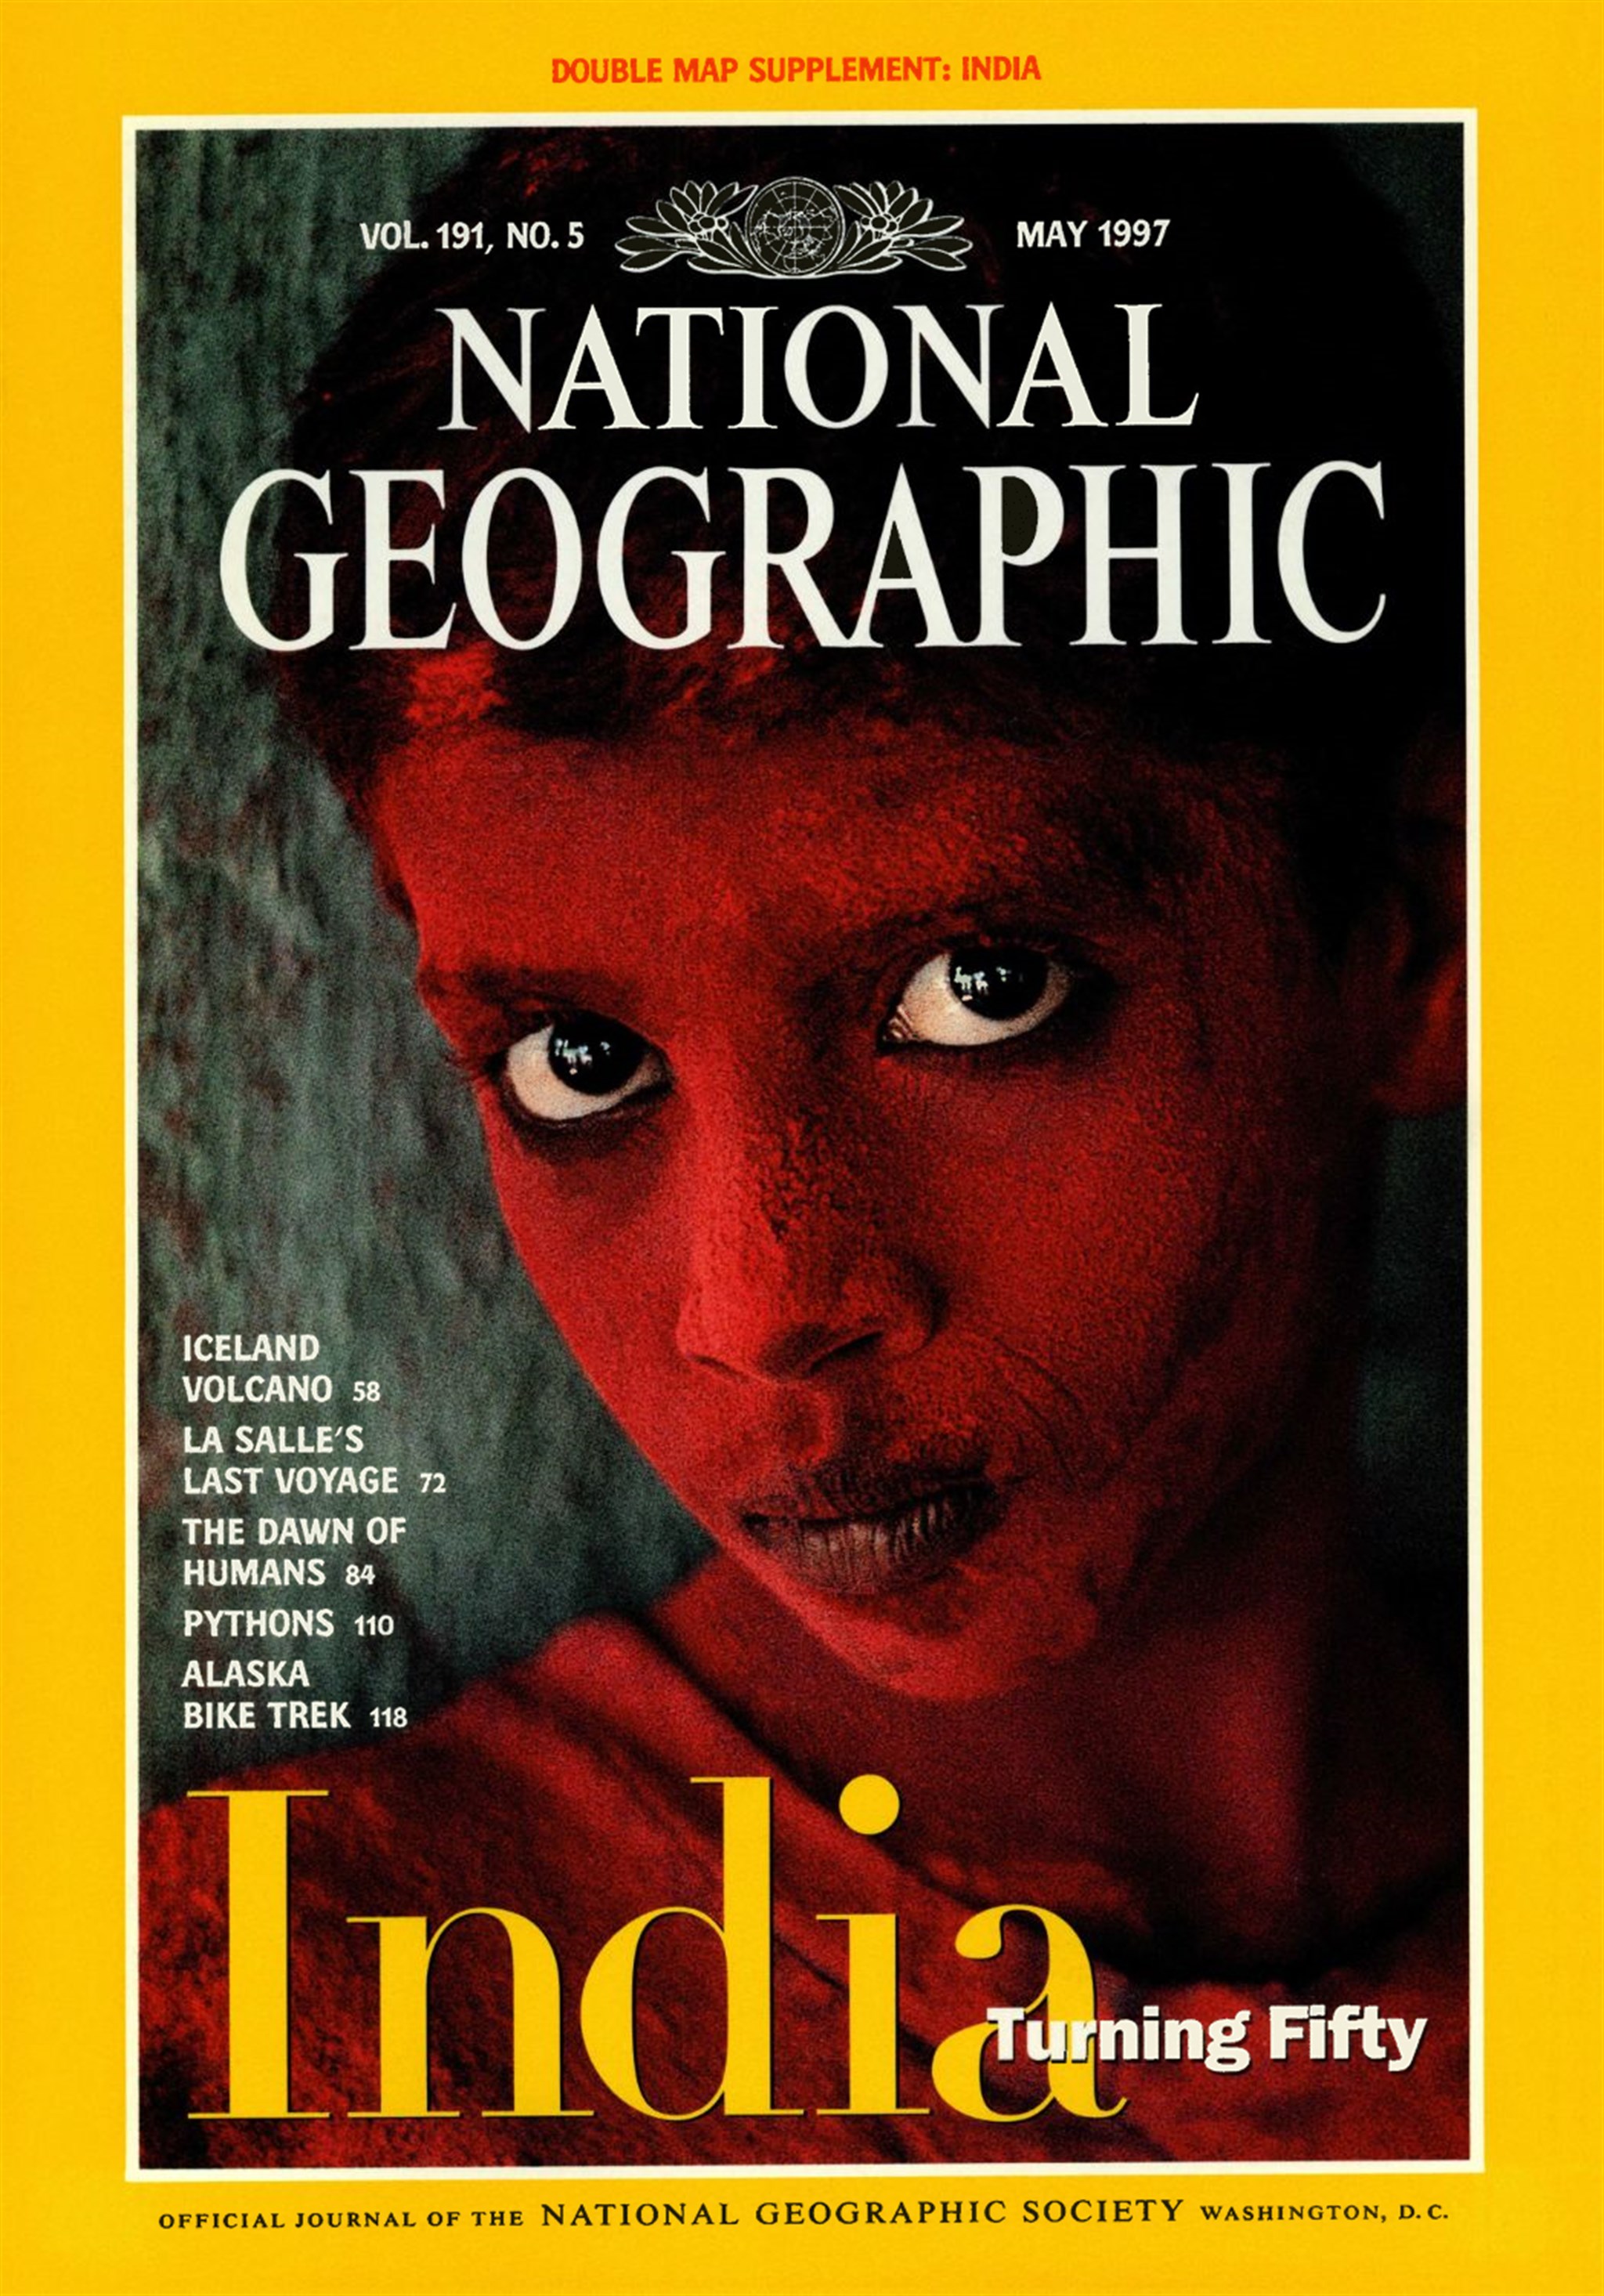 DOUBLE MAP SUPPLEMENT: INDIA
VOL. 191, NO. 5
MAY 1997
NATIONAL
GEOGRAPHIC
ICELAND
VOLCANO 58
LA SALLE'S
LAST VOYAGE 72
THE DAWN OF
HUMANS 84
PYTHONS 110
ALASKA
BIKE TREK 118
India
Turning Fifty
OFFICIAL JOURNAL OF THE NATIONAL GEOGRAPHIC SOCIETY WASHINGTON, D.C.